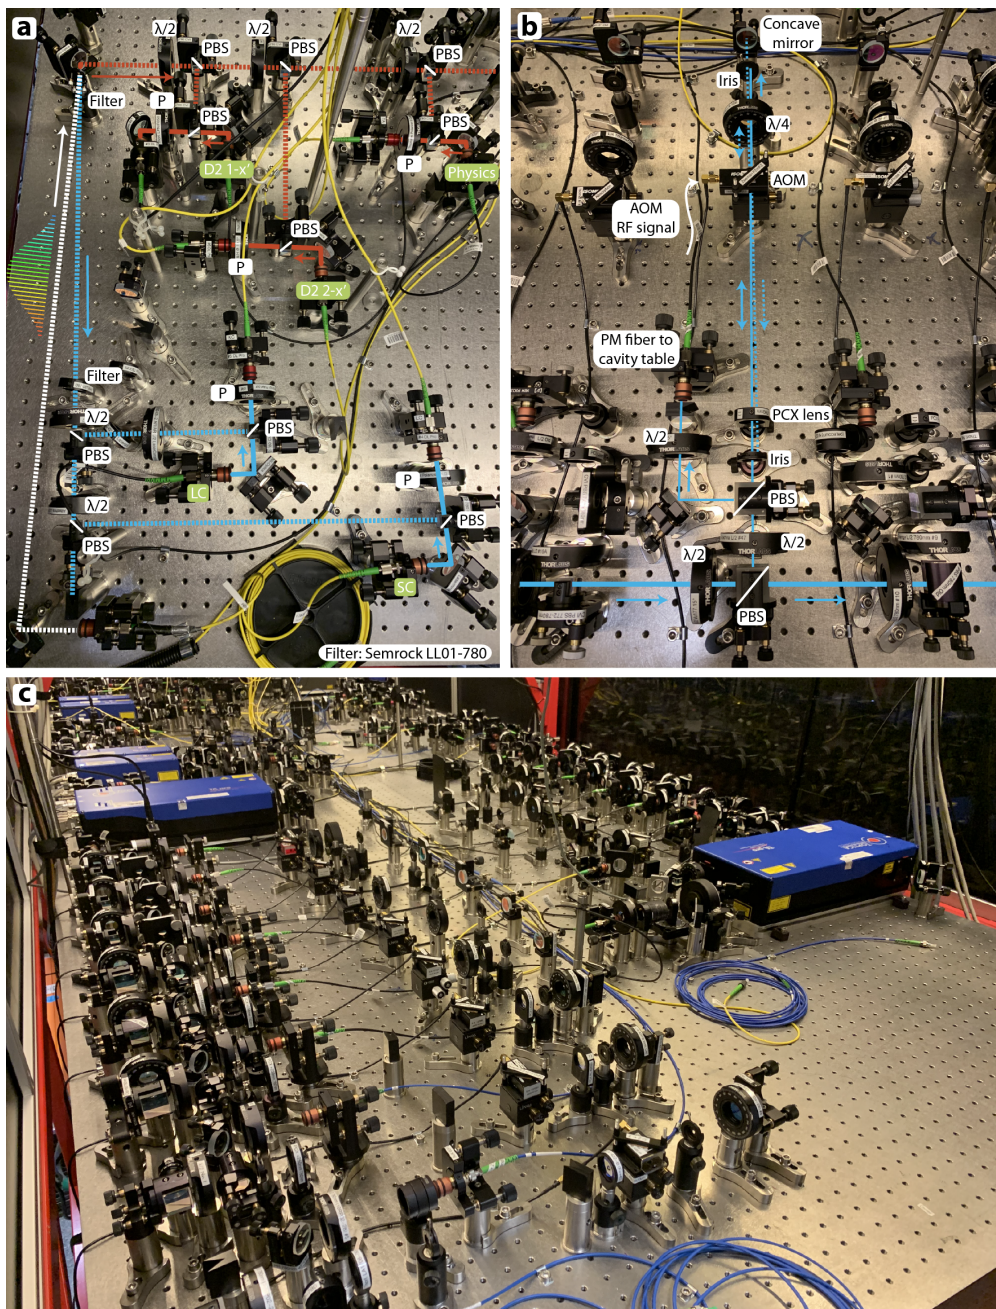 a
λ/2
λ/2
λ/2
PBS
PBS
PBS
Filter
P
PBS
PBS
P
D2 1-x′
Physics
PBS
P
D2 2-x′
Filter
P
λ/2
PBS
PBS
P
LC
λ/2
PBS
PBS
SC
Filter: Semrock LL01-780
b
Concave
mirror
Iris
λ/4
AOM
AOM
RF signal
PM fiber to
cavity table
PCX lens
λ/2
Iris
PBS
λ/2
λ/2
THORLABS
PBS
c